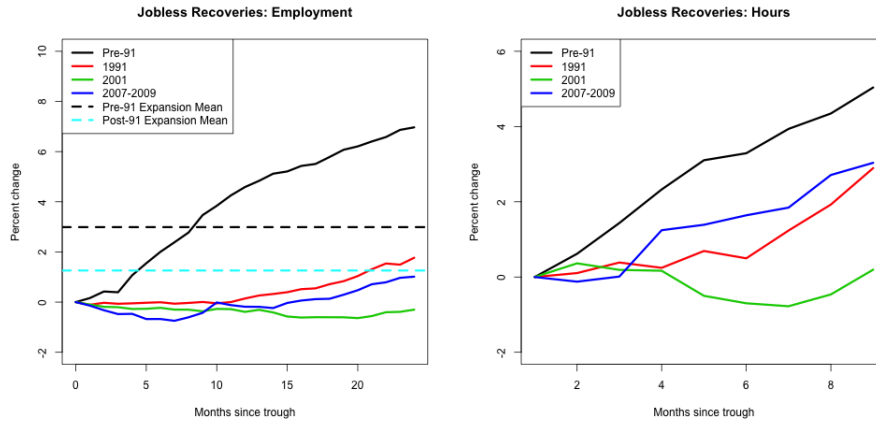 Jobless Recoveries: Employment
Percent change
10
8
6
4
2
0
-2
Pre-91
1991
2001
2007-2009
Pre-91 Expansion Mean
Post-91 Expansion Mean
0 5 10 15 20
Months since trough
Jobless Recoveries: Hours
Percent change
6
4
2
0
-2
Pre-91
1991
2001
2007-2009
2 4 6 8
Months since trough